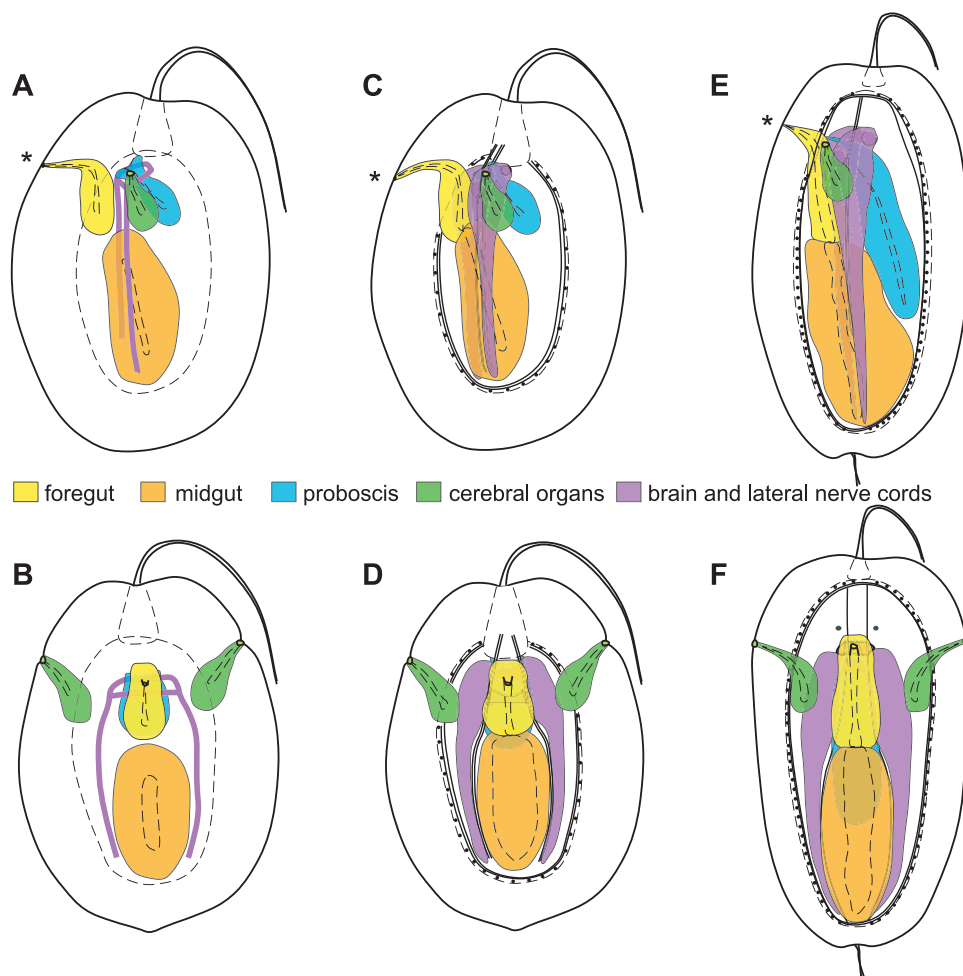 A
C
E
*
*
*
foregut midgut proboscis cerebral organs brain and lateral nerve cords
B
D
F